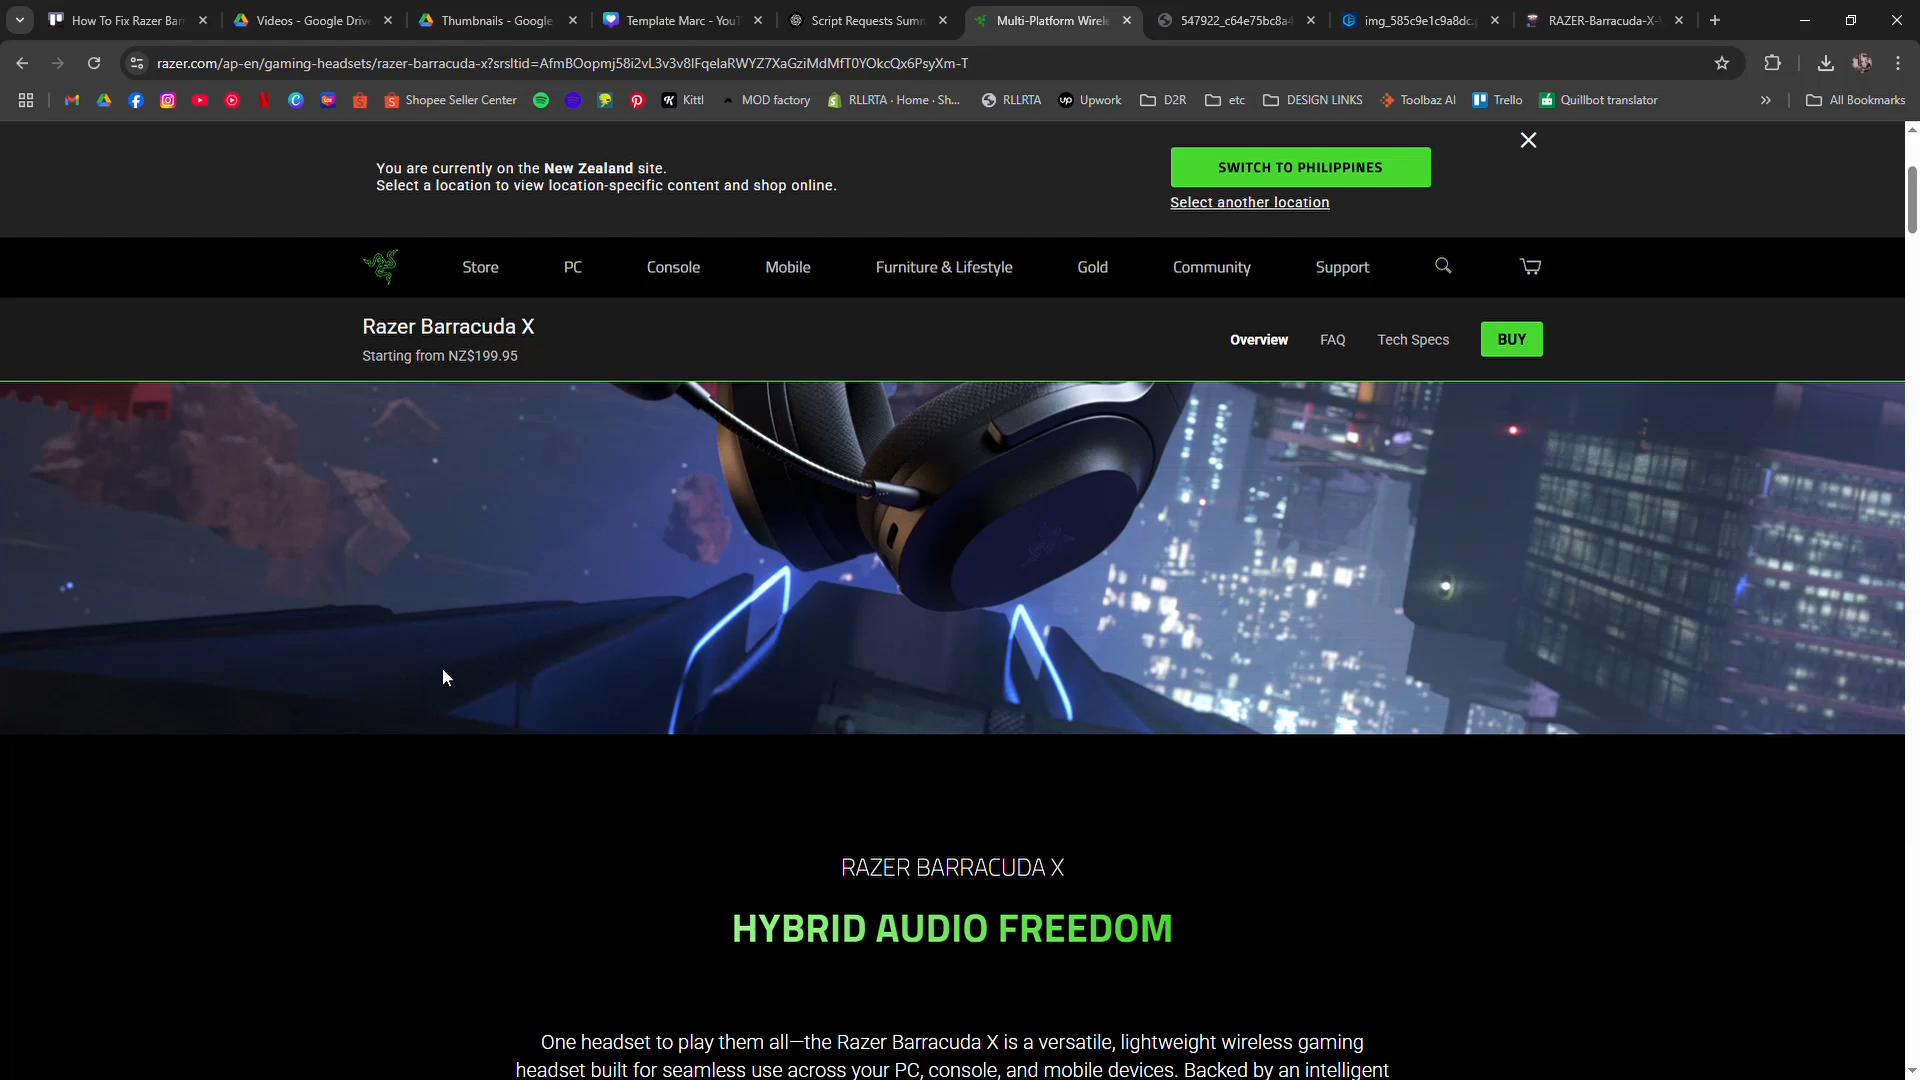 How To Fix Razer Bar
Videos - Google Drive
Thumbnails - Google
Template Marc - YouT
Script Requests Summ
Multi-Platform Wirele
547922_c64e75bc8a4
img_585c9e1c9a8dc.
RAZER-Barracuda-X-
razer.com/ap-en/gaming-headsets/razer-barracuda-x?srsltid=AfmBOopmj58i2vL3v3v8lFqelaRWYZ7XaGziMdMfT0YOkcQx6PsyXm-T
Shopee Seller Center
Kittl
MOD factory
RLLRTA · Home · Sh...
RLLRTA
Upwork
D2R
etc
DESIGN LINKS
Toolbaz AI
Trello
Quillbot translator
All Bookmarks
You are currently on the New Zealand site.
Select a location to view location-specific content and shop online.
SWITCH TO PHILIPPINES
Select another location
Store
PC
Console
Mobile
Furniture & Lifestyle
Gold
Community
Support
Razer Barracuda X
Starting from NZ$199.95
Overview
FAQ
Tech Specs
BUY
RAZER BARRACUDA X
HYBRID AUDIO FREEDOM
One headset to play them all—the Razer Barracuda X is a versatile, lightweight wireless gaming
headset built for seamless use across your PC, console, and mobile devices. Backed by an intelligent